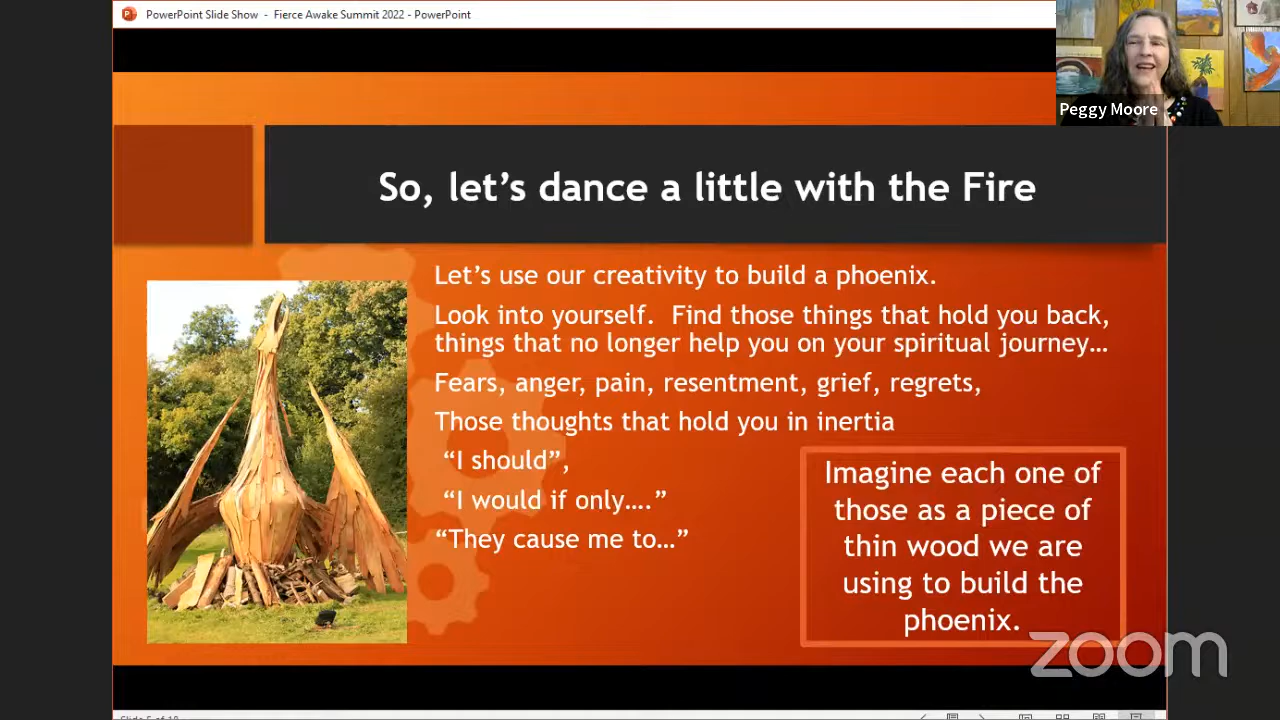 PowerPoint Slide Show - Fierce Awake Summit 2022 - PowerPoint
Peggy Moore
So, let’s dance a little with the Fire
Let’s use our creativity to build a phoenix.
Look into yourself.  Find those things that hold you back,
things that no longer help you on your spiritual journey…
Fears, anger, pain, resentment, grief, regrets,
Those thoughts that hold you in inertia
“I should”,
“I would if only….”
“They cause me to…”
Imagine each one of
those as a piece of
thin wood we are
using to build the
phoenix.
zoom
Slide 5 of 18